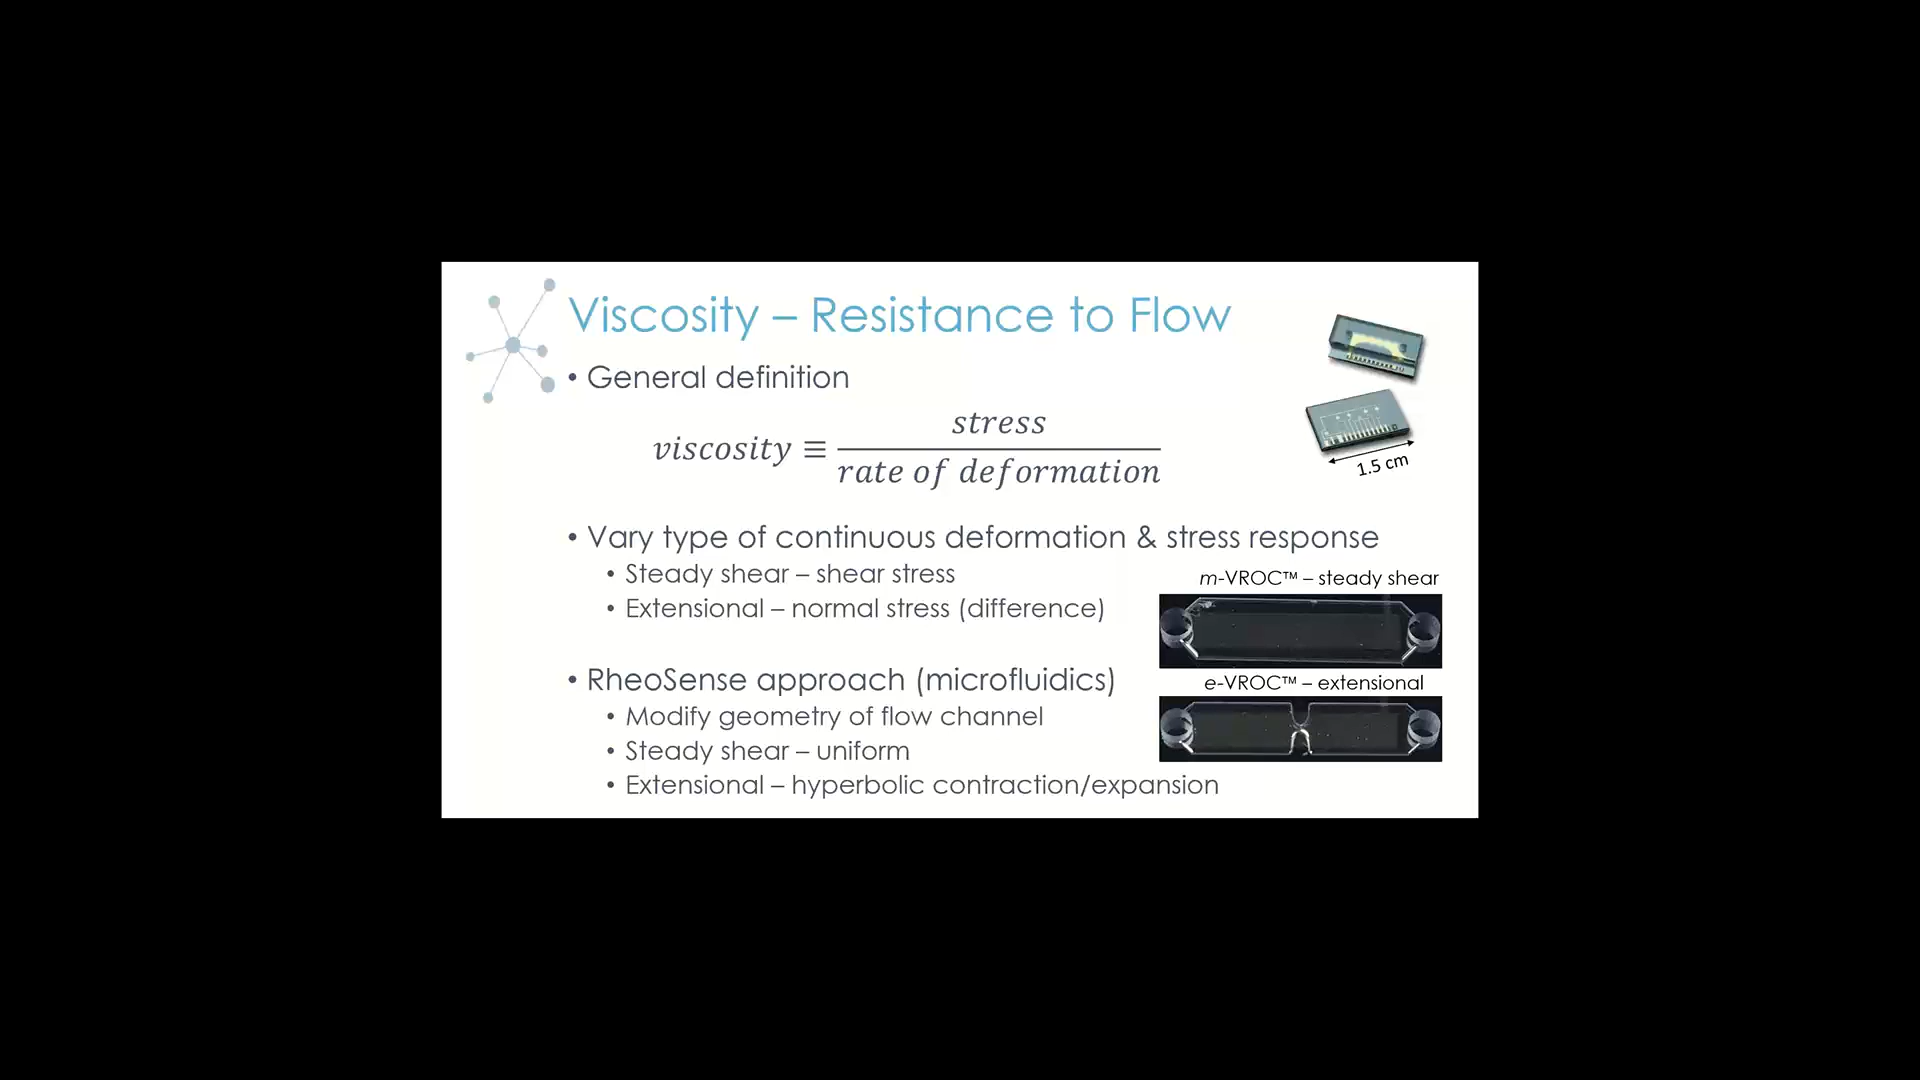 Viscosity – Resistance to Flow
• General definition
viscosity ≡ stress / rate of deformation
1.5 cm
• Vary type of continuous deformation & stress response
• Steady shear – shear stress
• Extensional – normal stress (difference)
m-VROC™ – steady shear
• RheoSense approach (microfluidics)
e-VROC™ – extensional
• Modify geometry of flow channel
• Steady shear – uniform
• Extensional – hyperbolic contraction/expansion